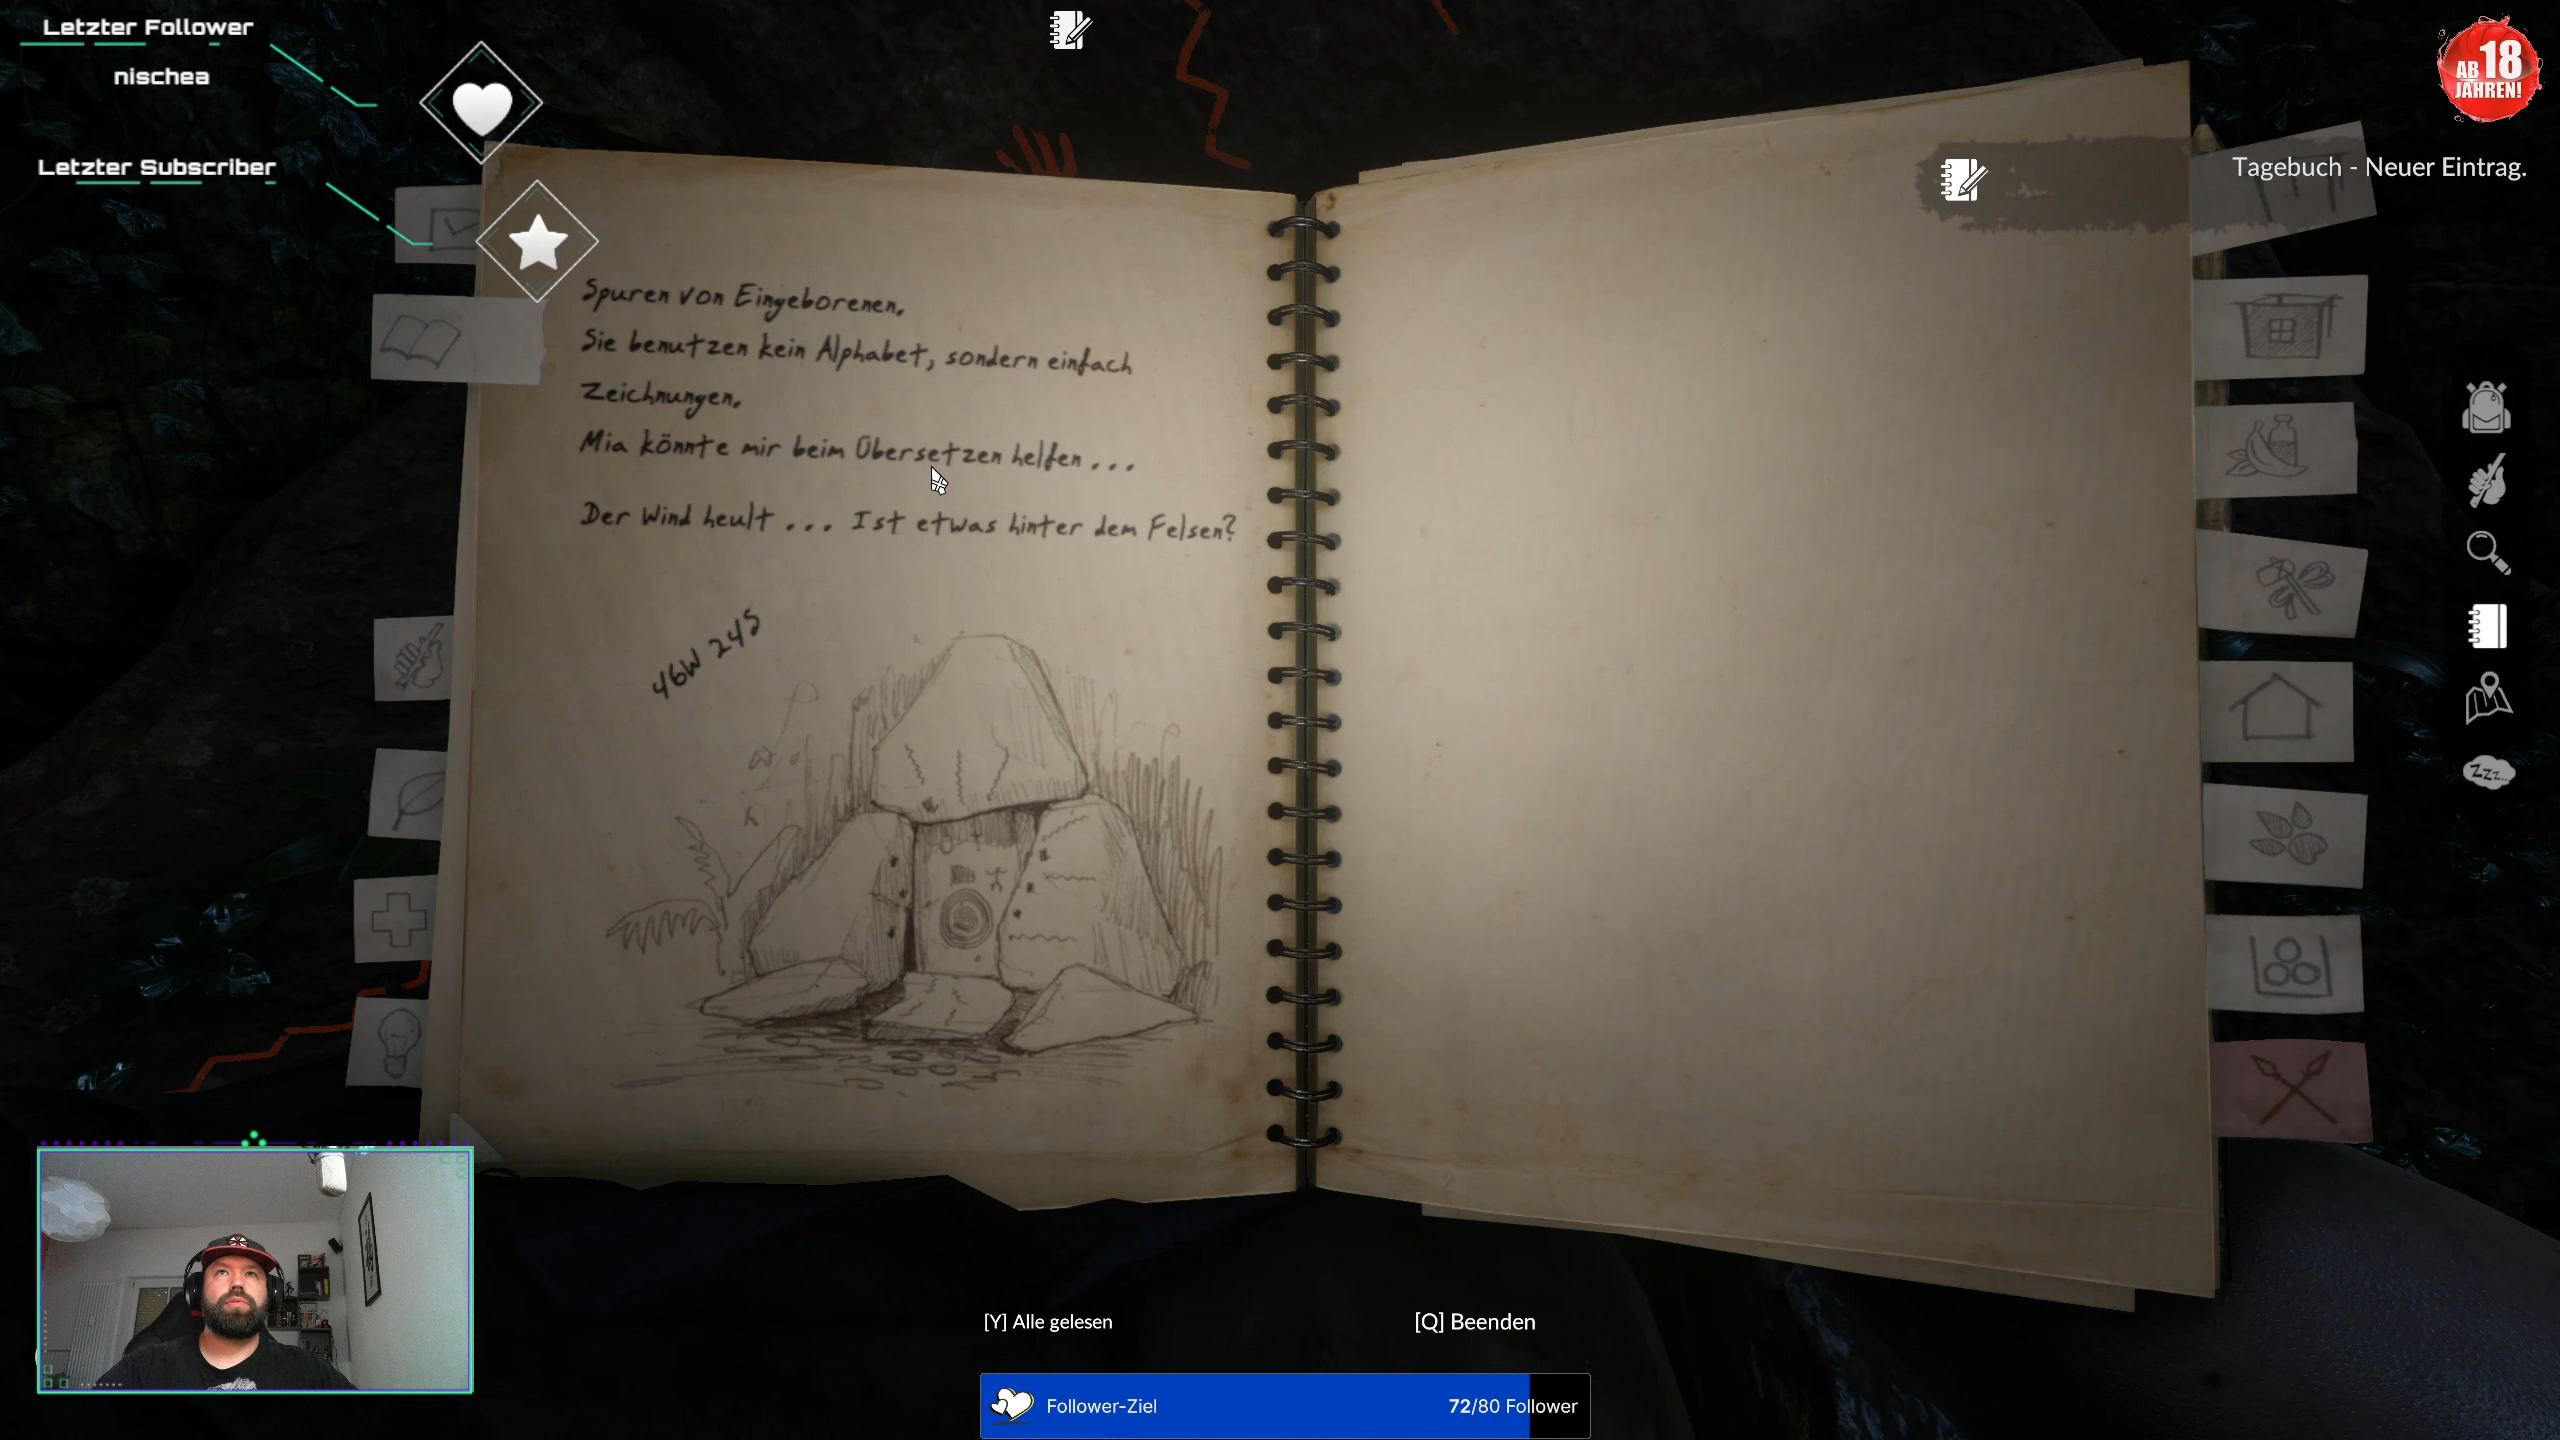 Letzter Follower
nischea
Letzter Subscriber
AB 18
JAHREN!
Tagebuch - Neuer Eintrag.
Spuren von Eingeborenen.
Sie benutzen kein Alphabet, sondern einfach
Zeichnungen.
Mia könnte mir beim Übersetzen helfen...
Der Wind heult... Ist etwas hinter dem Felsen?
46W 24S
Zzz...
[Y] Alle gelesen
[Q] Beenden
Follower-Ziel
72/80 Follower